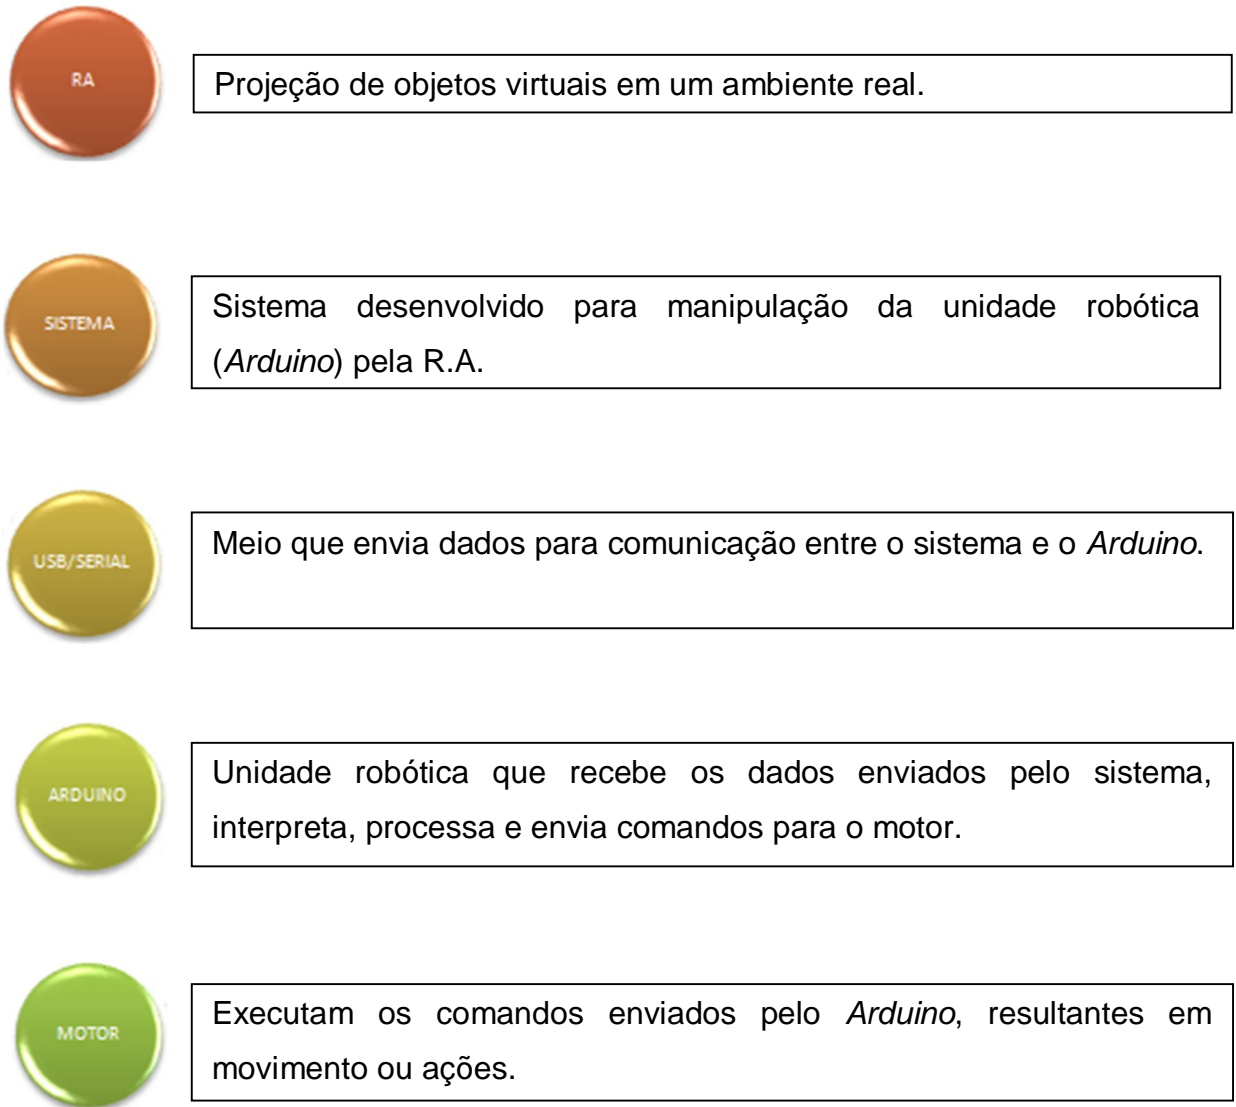 RA
Projeção de objetos virtuais em um ambiente real.
SISTEMA
Sistema desenvolvido para manipulação da unidade robótica
(Arduino) pela R.A.
USB/SERIAL
Meio que envia dados para comunicação entre o sistema e o Arduino.
ARDUINO
Unidade robótica que recebe os dados enviados pelo sistema,
interpreta, processa e envia comandos para o motor.
MOTOR
Executam os comandos enviados pelo Arduino, resultantes em
movimento ou ações.